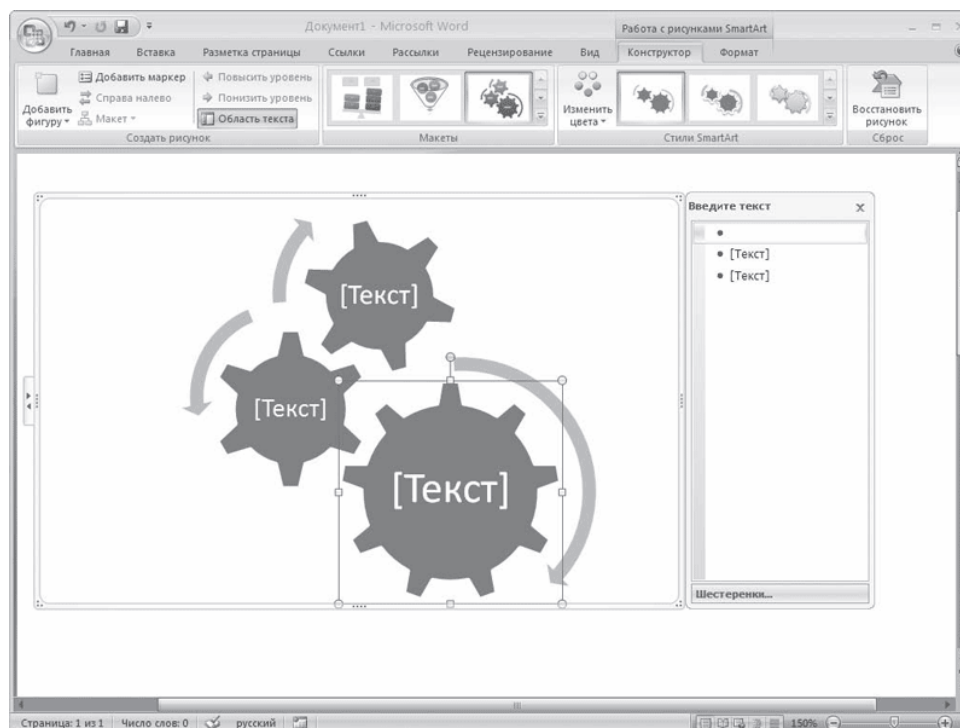 Документ1 - Microsoft Word
Работа с рисунками SmartArt
Главная Вставка Разметка страницы Ссылки Рассылки Рецензирование Вид Конструктор Формат
Добавить фигуру
Добавить маркер
Справа налево
Макет
Повысить уровень
Понизить уровень
Область текста
Изменить цвета
Восстановить рисунок
Создать рисунок Макеты Стили SmartArt Сброс
Введите текст
[Текст]
[Текст]
[Текст]
[Текст]
[Текст]
Шестеренки...
Страница: 1 из 1 Число слов: 0 русский 150%